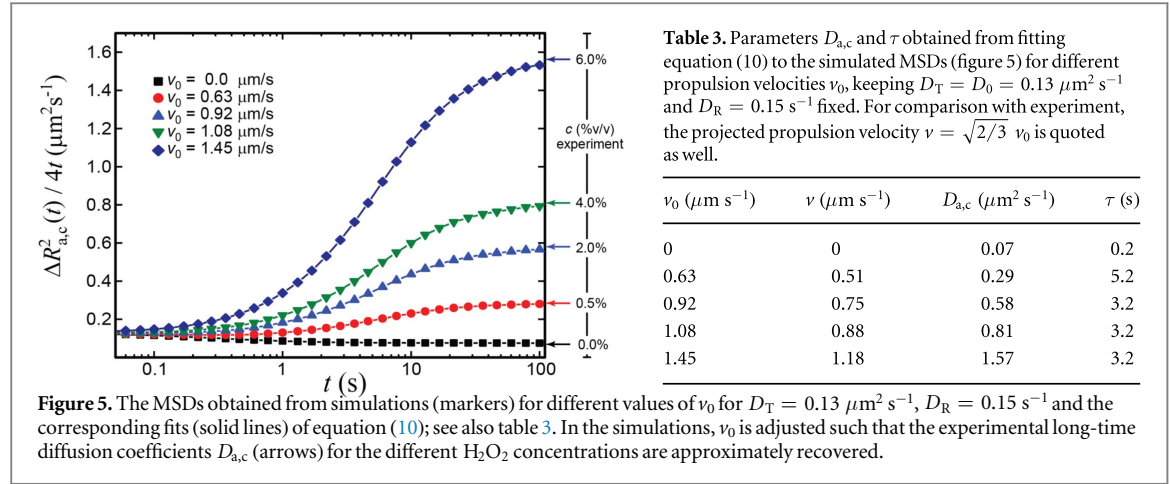 1.6
1.4
1.2
1.0
0.8
0.6
0.4
0.2
ΔR²a,c(t) / 4t (μm²s⁻¹)
ν₀ = 0.0 μm/s
ν₀ = 0.63 μm/s
ν₀ = 0.92 μm/s
ν₀ = 1.08 μm/s
ν₀ = 1.45 μm/s
6.0%
c (%v/v)
experiment
4.0%
2.0%
0.5%
0.0%
0.1 1 10 100
t (s)
Table 3. Parameters Da,c and τ obtained from fitting
equation (10) to the simulated MSDs (figure 5) for different
propulsion velocities ν₀, keeping DT = D₀ = 0.13 μm² s⁻¹
and DR = 0.15 s⁻¹ fixed. For comparison with experiment,
the projected propulsion velocity ν = √2/3 ν₀ is quoted
as well.
ν₀ (μm s⁻¹) ν (μm s⁻¹) Da,c (μm² s⁻¹) τ (s)
0 0 0.07 0.2
0.63 0.51 0.29 5.2
0.92 0.75 0.58 3.2
1.08 0.88 0.81 3.2
1.45 1.18 1.57 3.2
Figure 5. The MSDs obtained from simulations (markers) for different values of ν₀ for DT = 0.13 μm² s⁻¹, DR = 0.15 s⁻¹ and the
corresponding fits (solid lines) of equation (10); see also table 3. In the simulations, ν₀ is adjusted such that the experimental long-time
diffusion coefficients Da,c (arrows) for the different H₂O₂ concentrations are approximately recovered.